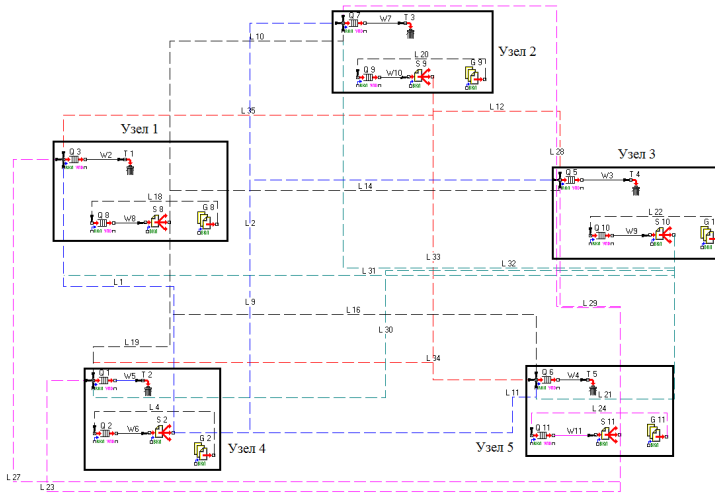 Q 7
W7
T 3
L 10
Узел 2
L 20
S 9
G 9
Q 9
W10
L 35
L 12
Узел 1
Q 3
W2
T 1
L 28
Узел 3
Q 5
W3
T 4
L 18
S 8
G 8
L 14
Q 8
W8
L 2
L 22
S 10
G 1
Q 10
W9
L 33
L 32
L 31
L 1
L 9
L 29
L 16
L 30
L 19
L 34
Q 1
W5
T 2
Q 6
W4
T 5
L 11
L 21
L 4
S 2
G 2
L 24
S 11
G 11
Q 2
W6
Узел 4
Узел 5
Q 11
W11
L 27
L 23